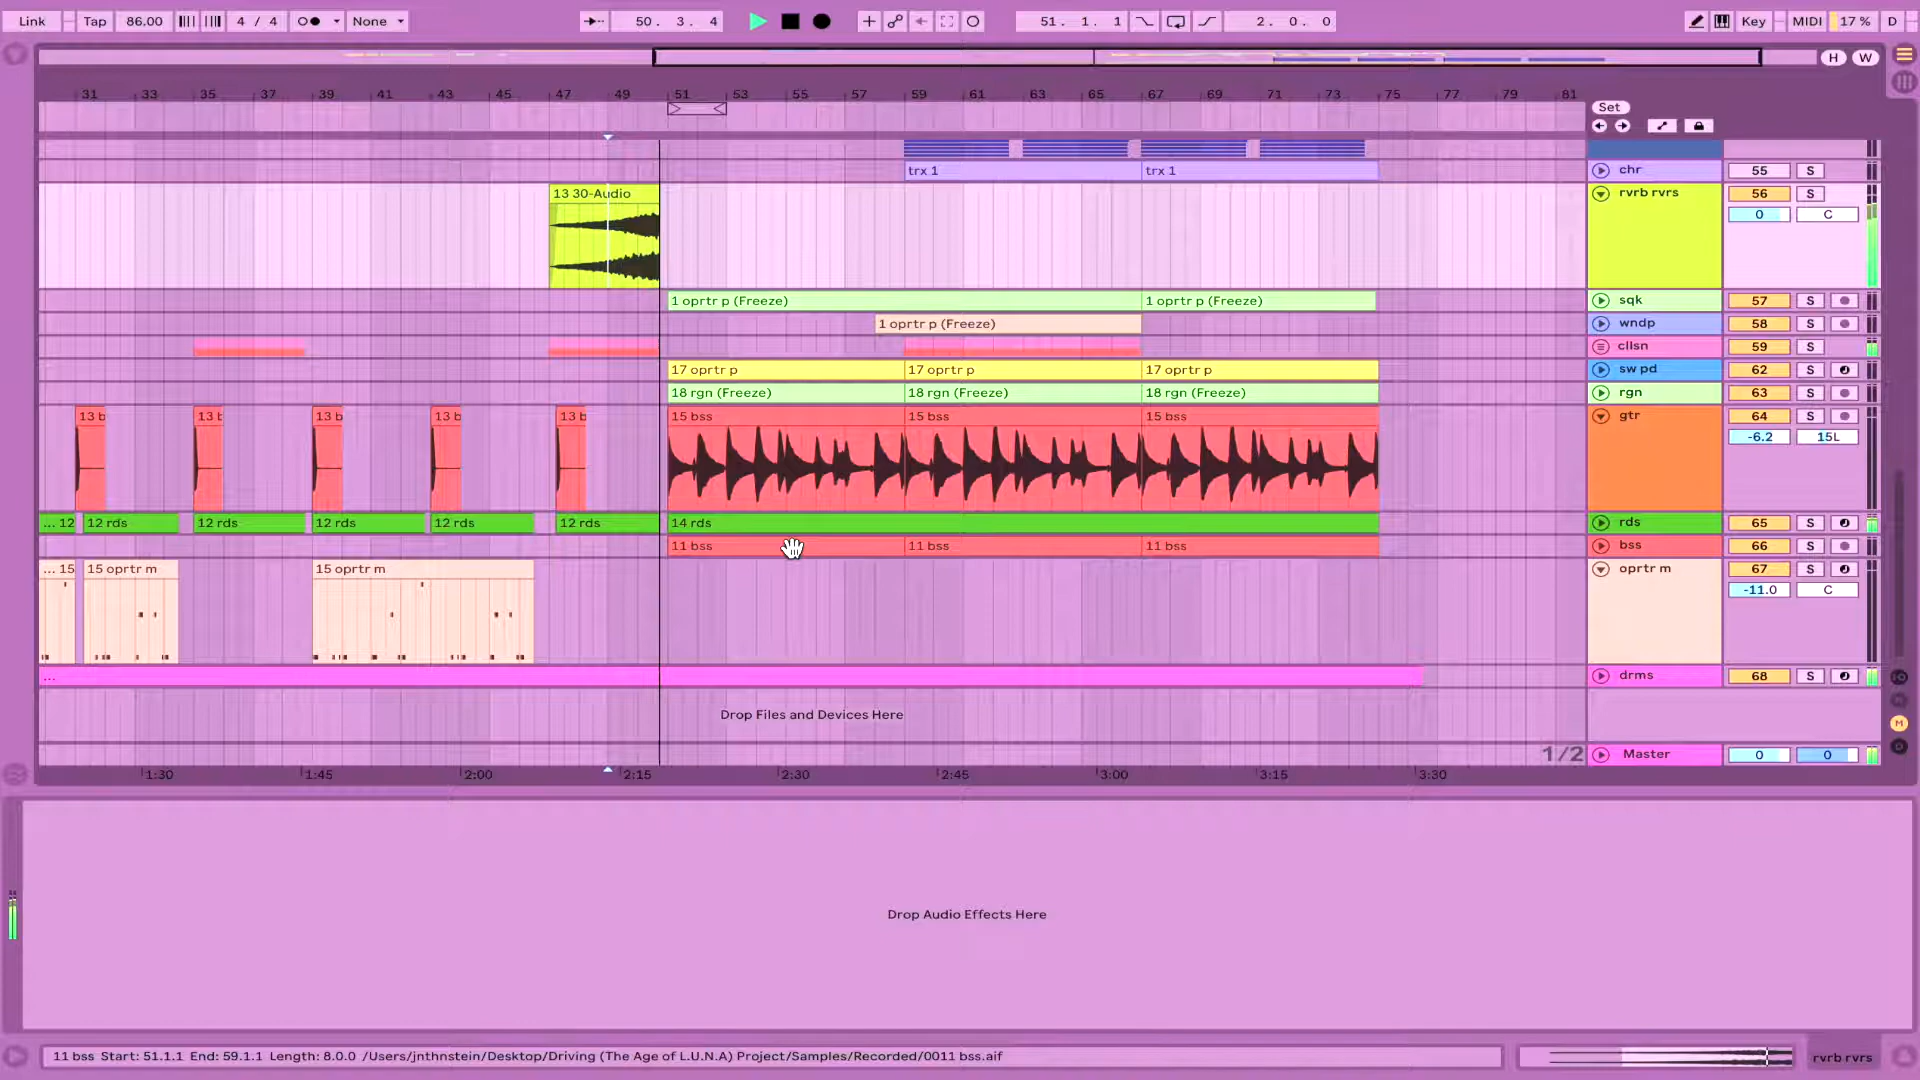 Link Tap 86.00 4 / 4 None 50. 3. 4 51. 1. 1 2. 0. 0 Key MIDI 17 % D
H W
31 33 35 37 39 41 43 45 47 49 51 53 55 57 59 61 63 65 67 69 71 73 75 77 79 81
Set
trx 1 trx 1 chr 55 S
13 30-Audio rvrb rvrs 56 S
0 C
1 oprtr p (Freeze) 1 oprtr p (Freeze) sqk 57 S
1 oprtr p (Freeze) wndp 58 S
cllsn 59 S
17 oprtr p 17 oprtr p 17 oprtr p sw pd 62 S
18 rgn (Freeze) 18 rgn (Freeze) 18 rgn (Freeze) rgn 63 S
13 b 13 b 13 b 13 b 13 b 15 bss 15 bss 15 bss gtr 64 S
-6.2 15L
... 12 12 rds 12 rds 12 rds 12 rds 12 rds 14 rds rds 65 S
11 bss 11 bss 11 bss bss 66 S
... 15 15 oprtr m 15 oprtr m oprtr m 67 S
-11.0 C
... drms 68 S
Drop Files and Devices Here
M
1/2 Master 0 0
1:30 1:45 2:00 2:15 2:30 2:45 3:00 3:15 3:30
Drop Audio Effects Here
11 bss Start: 51.1.1 End: 59.1.1 Length: 8.0.0 /Users/jnthnstein/Desktop/Driving (The Age of L.U.N.A) Project/Samples/Recorded/0011 bss.aif rvrb rvrs